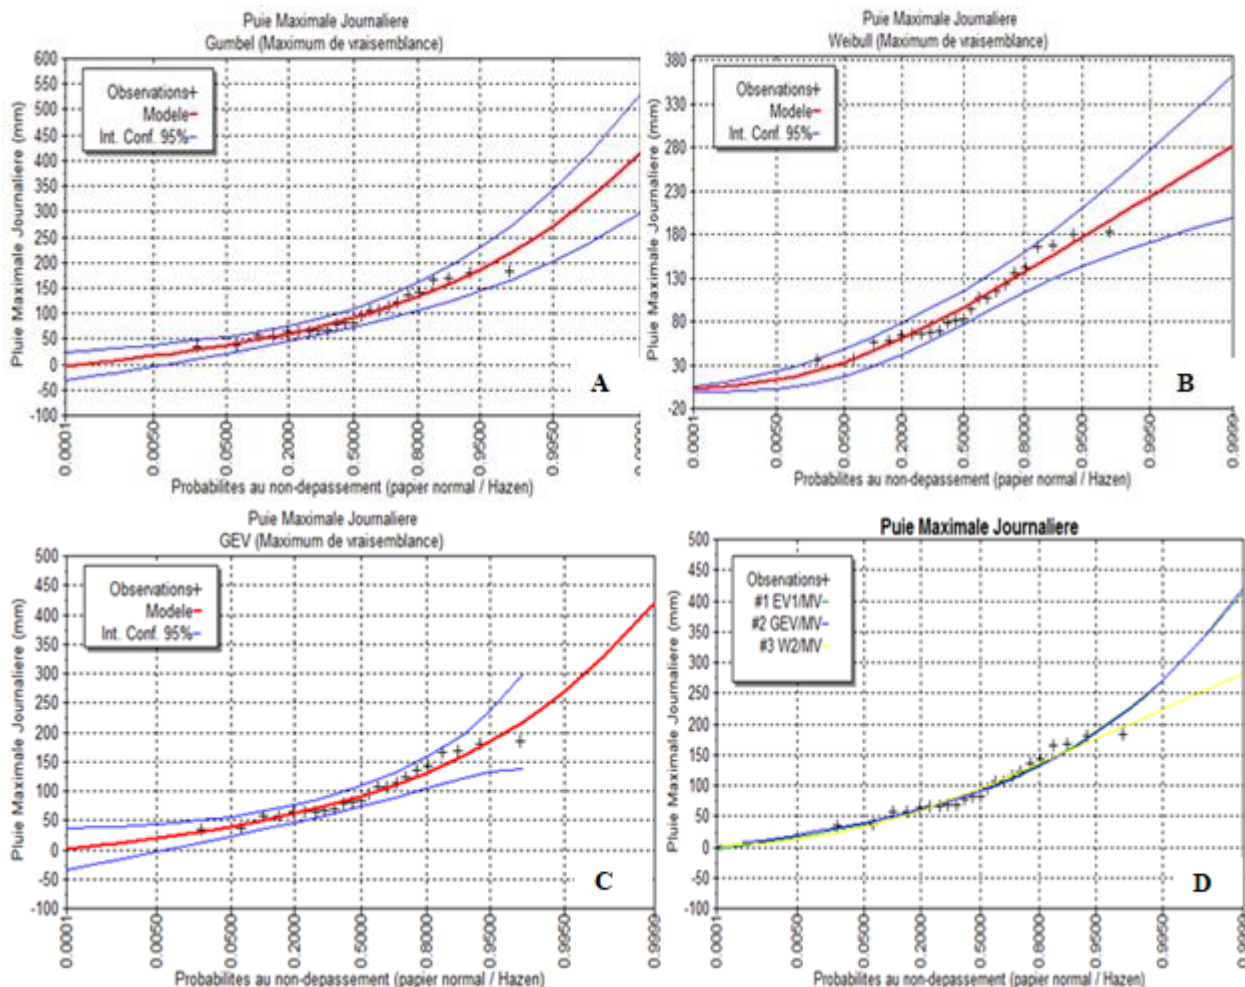 Puie Maximale Journaliere
Gumbel (Maximum de vraisemblance)
Pluie Maximale Journaliere (mm)
600
550
500
450
400
350
300
250
200
150
100
50
0
-50
-100
Observations+
Modele
Int. Conf. 95%
A
0.0001
0.0050
0.0500
0.2000
0.5000
0.8000
0.9500
0.9950
Probabilites au non-depassement (papier normal / Hazen)
Puie Maximale Journaliere
Weibull (Maximum de vraisemblance)
Pluie Maximale Journaliere (mm)
380
330
280
230
180
130
80
30
-20
Observations+
Modele
Int. Conf. 95%
B
0.0001
0.0050
0.0500
0.2000
0.5000
0.8000
0.9500
0.9950
0.9999
Probabilites au non-depassement (papier normal / Hazen)
Puie Maximale Journaliere
GEV (Maximum de vraisemblance)
Pluie Maximale Journaliere (mm)
500
450
400
350
300
250
200
150
100
50
0
-50
-100
Observations+
Modele
Int. Conf. 95%
C
0.0001
0.0050
0.0500
0.2000
0.5000
0.8000
0.9500
0.9950
0.9999
Probabilites au non-depassement (papier normal / Hazen)
Puie Maximale Journaliere
Pluie Maximale Journaliere (mm)
500
450
400
350
300
250
200
150
100
50
0
-50
-100
Observations+
#1 EV1/MV
#2 GEV/MV
#3 W2/MV
D
0.0001
0.0050
0.0500
0.2000
0.5000
0.8000
0.9500
0.9950
0.9999
Probabilites au non-depassement (papier normal / Hazen)